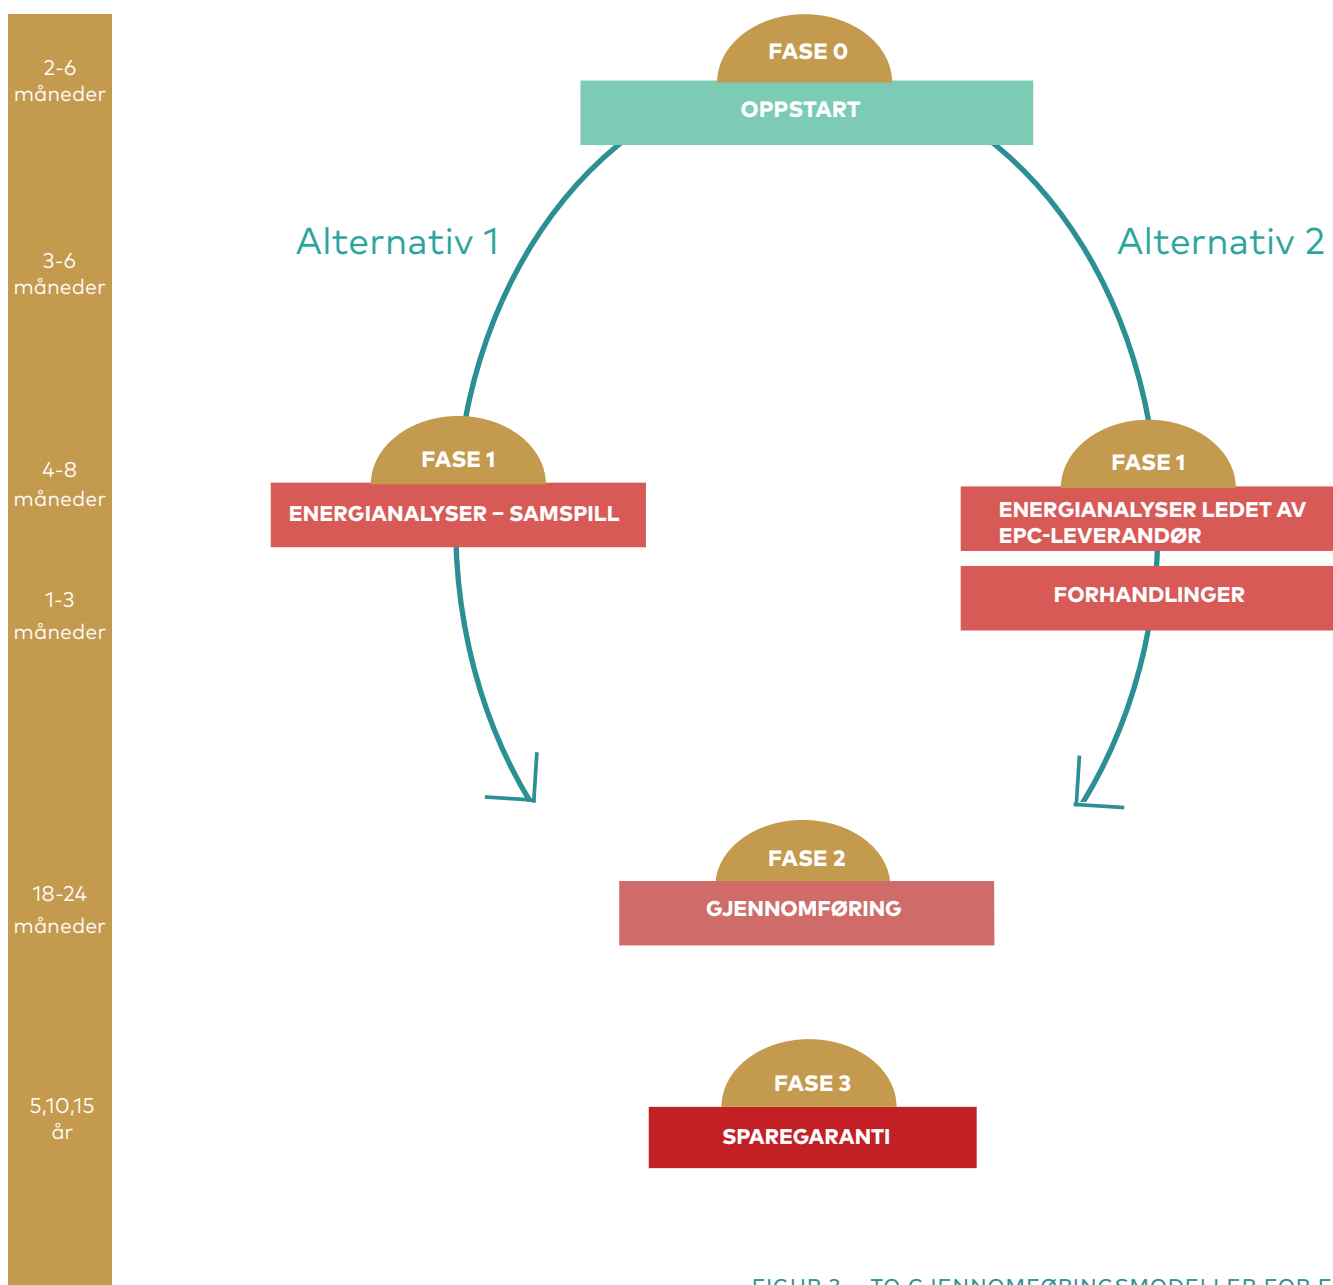 2-6
måneder
3-6
måneder
4-8
måneder
1-3
måneder
18-24
måneder
5,10,15
år
FASE 0
OPPSTART
Alternativ 1
Alternativ 2
FASE 1
ENERGIANALYSER – SAMSPILL
FASE 1
ENERGIANALYSER LEDET AV
EPC-LEVERANDØR
FORHANDLINGER
FASE 2
GJENNOMFØRING
FASE 3
SPAREGARANTI